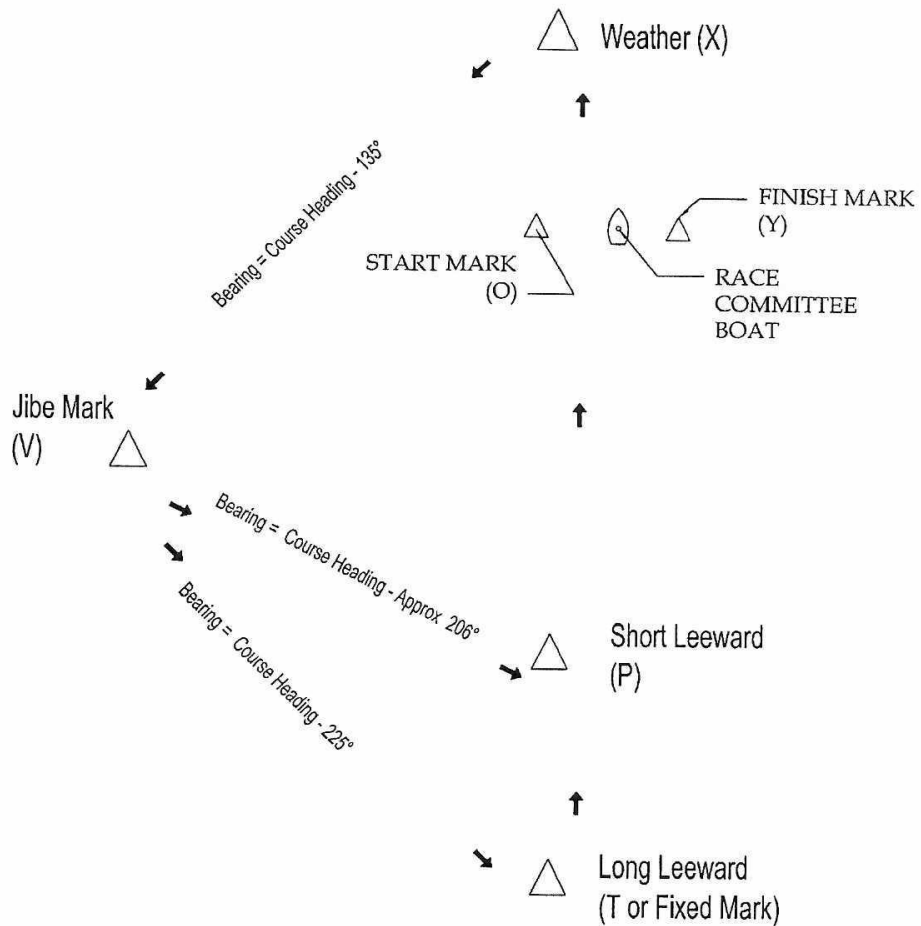 Weather (X)
Bearing = Course Heading - 135°
FINISH MARK
(Y)
START MARK
(O)
RACE
COMMITTEE
BOAT
Jibe Mark
(V)
Bearing = Course Heading - Approx 206°
Bearing = Course Heading - 225°
Short Leeward
(P)
Long Leeward
(T or Fixed Mark)